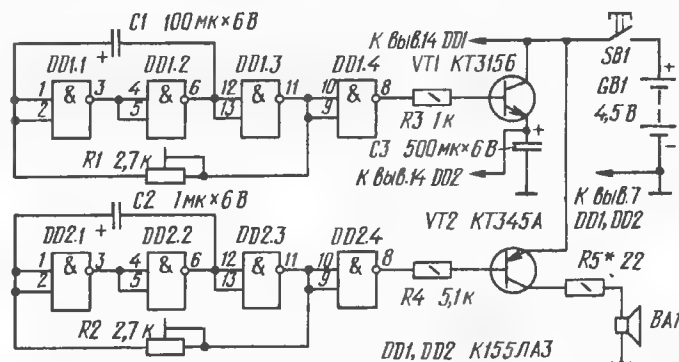 C1 100мк×6В
+
DD1.1
DD1.2
DD1.3
DD1.4
1
2
&
3
4
5
&
6
12
13
&
11
10
9
&
8
R1 2,7к
К выв.14 DD1
VT1 КТ315б
R3 1к
+
C3 500мк×6В
К выв.14 DD2
SB1
+
GB1
4,5В
−
К выв.7
DD1, DD2
C2 1мк×6В
+
DD2.1
DD2.2
DD2.3
DD2.4
1
2
&
3
4
5
&
6
12
13
&
11
10
9
&
8
R2 2,7к
VT2 КТ345А
R4 5,1к
R5* 22
BA1
DD1, DD2 К155ЛА3